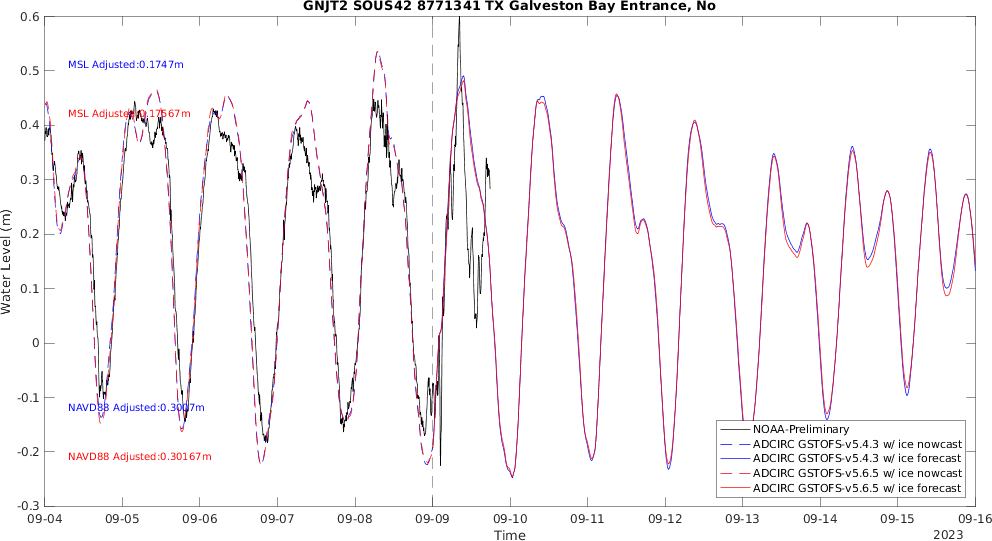 GNJT2 SOUS42 8771341 TX Galveston Bay Entrance, No
0.6
0.5
0.4
0.3
0.2
0.1
0
-0.1
-0.2
-0.3
Water Level (m)
MSL Adjusted:0.1747m
MSL Adjusted:0.17567m
NAVD88 Adjusted:0.3007m
NAVD88 Adjusted:0.30167m
NOAA-Preliminary
ADCIRC GSTOFS-v5.4.3 w/ ice nowcast
ADCIRC GSTOFS-v5.4.3 w/ ice forecast
ADCIRC GSTOFS-v5.6.5 w/ ice nowcast
ADCIRC GSTOFS-v5.6.5 w/ ice forecast
09-04 09-05 09-06 09-07 09-08 09-09 09-10 09-11 09-12 09-13 09-14 09-15 09-16
Time
2023